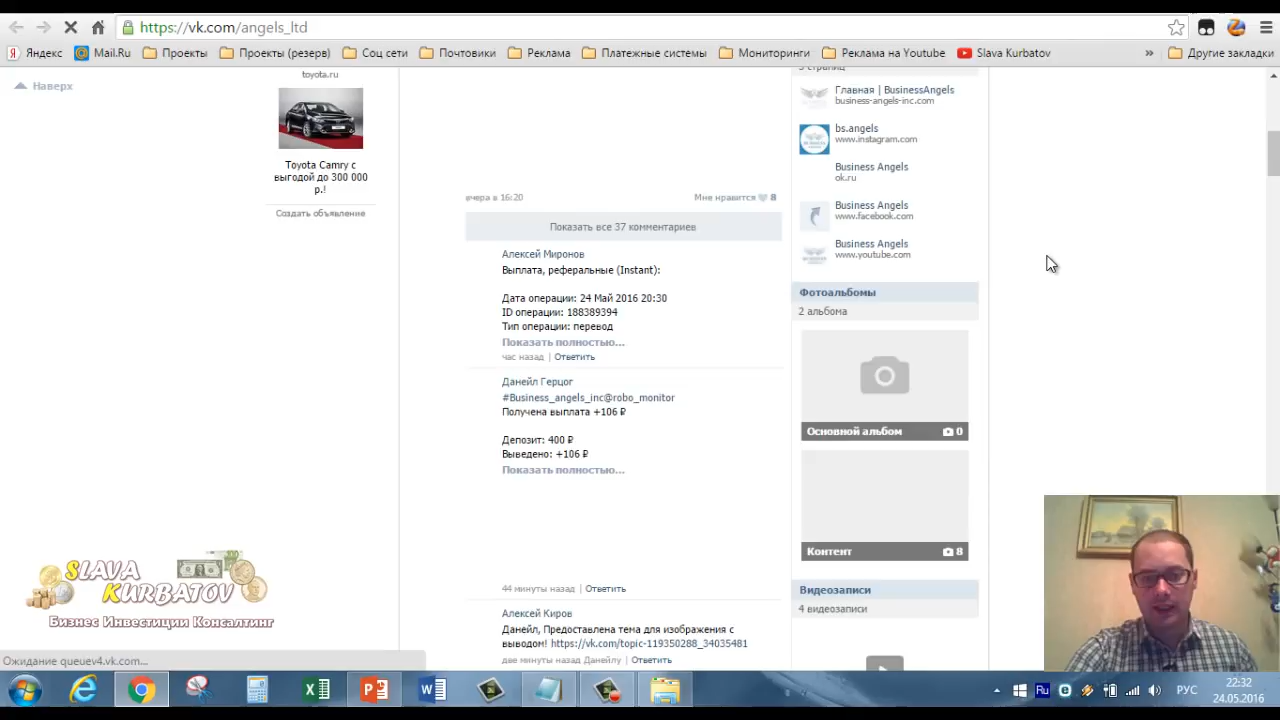 https://vk.com/angels_ltd
Яндекс
Mail.Ru
Проекты
Проекты (резерв)
Соц сети
Почтовики
Реклама
Платежные системы
Мониторинги
Реклама на Youtube
Slava Kurbatov
»
Другие закладки
Наверх
toyota.ru
Toyota Camry с
выгодой до 300 000
р.!
Создать объявление
вчера в 16:20
Мне нравится 8
Показать все 37 комментариев
Алексей Миронов
Выплата, реферальные (Instant):
Дата операции: 24 Май 2016 20:30
ID операции: 188389394
Тип операции: перевод
Показать полностью...
час назад | Ответить
Данейл Герцог
#Business_angels_inc@robo_monitor
Получена выплата +106 ₽
Депозит: 400 ₽
Выведено: +106 ₽
Показать полностью...
44 минуты назад | Ответить
Алексей Киров
Данейл, Предоставлена тема для изображения с
выводом! https://vk.com/topic-119350288_34035481
две минуты назад Данейлу | Ответить
5 страниц
Главная | BusinessAngels
business-angels-inc.com
bs.angels
www.instagram.com
Business Angels
ok.ru
Business Angels
www.facebook.com
Business Angels
www.youtube.com
Фотоальбомы
2 альбома
Основной альбом 0
Контент 8
Видеозаписи
4 видеозаписи
SLAVA
KURBATOV
Бизнес Инвестиции Консалтинг
Ожидание queuev4.vk.com...
Ru
РУС
22:32
24.05.2016